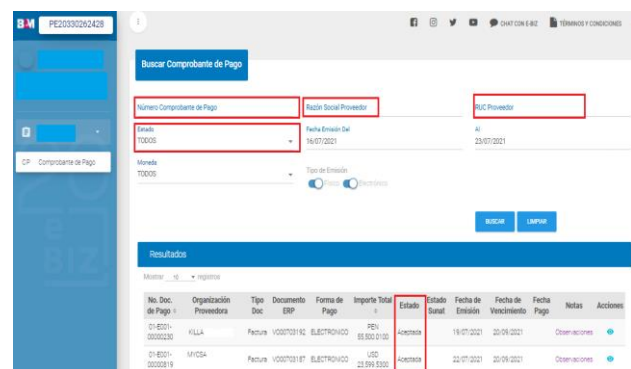 B2M PE20330262428
CHAT CON E-BIZ TÉRMINOS Y CONDICIONES
Buscar Comprobante de Pago
Número Comprobante de Pago Razón Social Proveedor RUC Proveedor
Estado Fecha Emisión Del Al
TODOS 16/07/2021 23/07/2021
CP Comprobante de Pago
Moneda Tipo de Emisión
TODOS Físico Electrónico
BUSCAR LIMPIAR
e
BIZ
Resultados
Mostrar 10 registros
No. Doc. Organización Tipo Documento Forma de Importe Total Estado Estado Fecha de Fecha de Fecha Notas Acciones
de Pago Proveedora Doc ERP Pago Sunat Emisión Vencimiento Pago
01-E001- KILLA Factura V000703192 ELECTRONICO PEN Aceptada 19/07/2021 20/09/2021 Observaciones
00000230 55,500.0100
01-E001- MYCSA Factura V000703187 ELECTRONICO USD Aceptada 22/07/2021 20/09/2021 Observaciones
00000819 23,599.5300